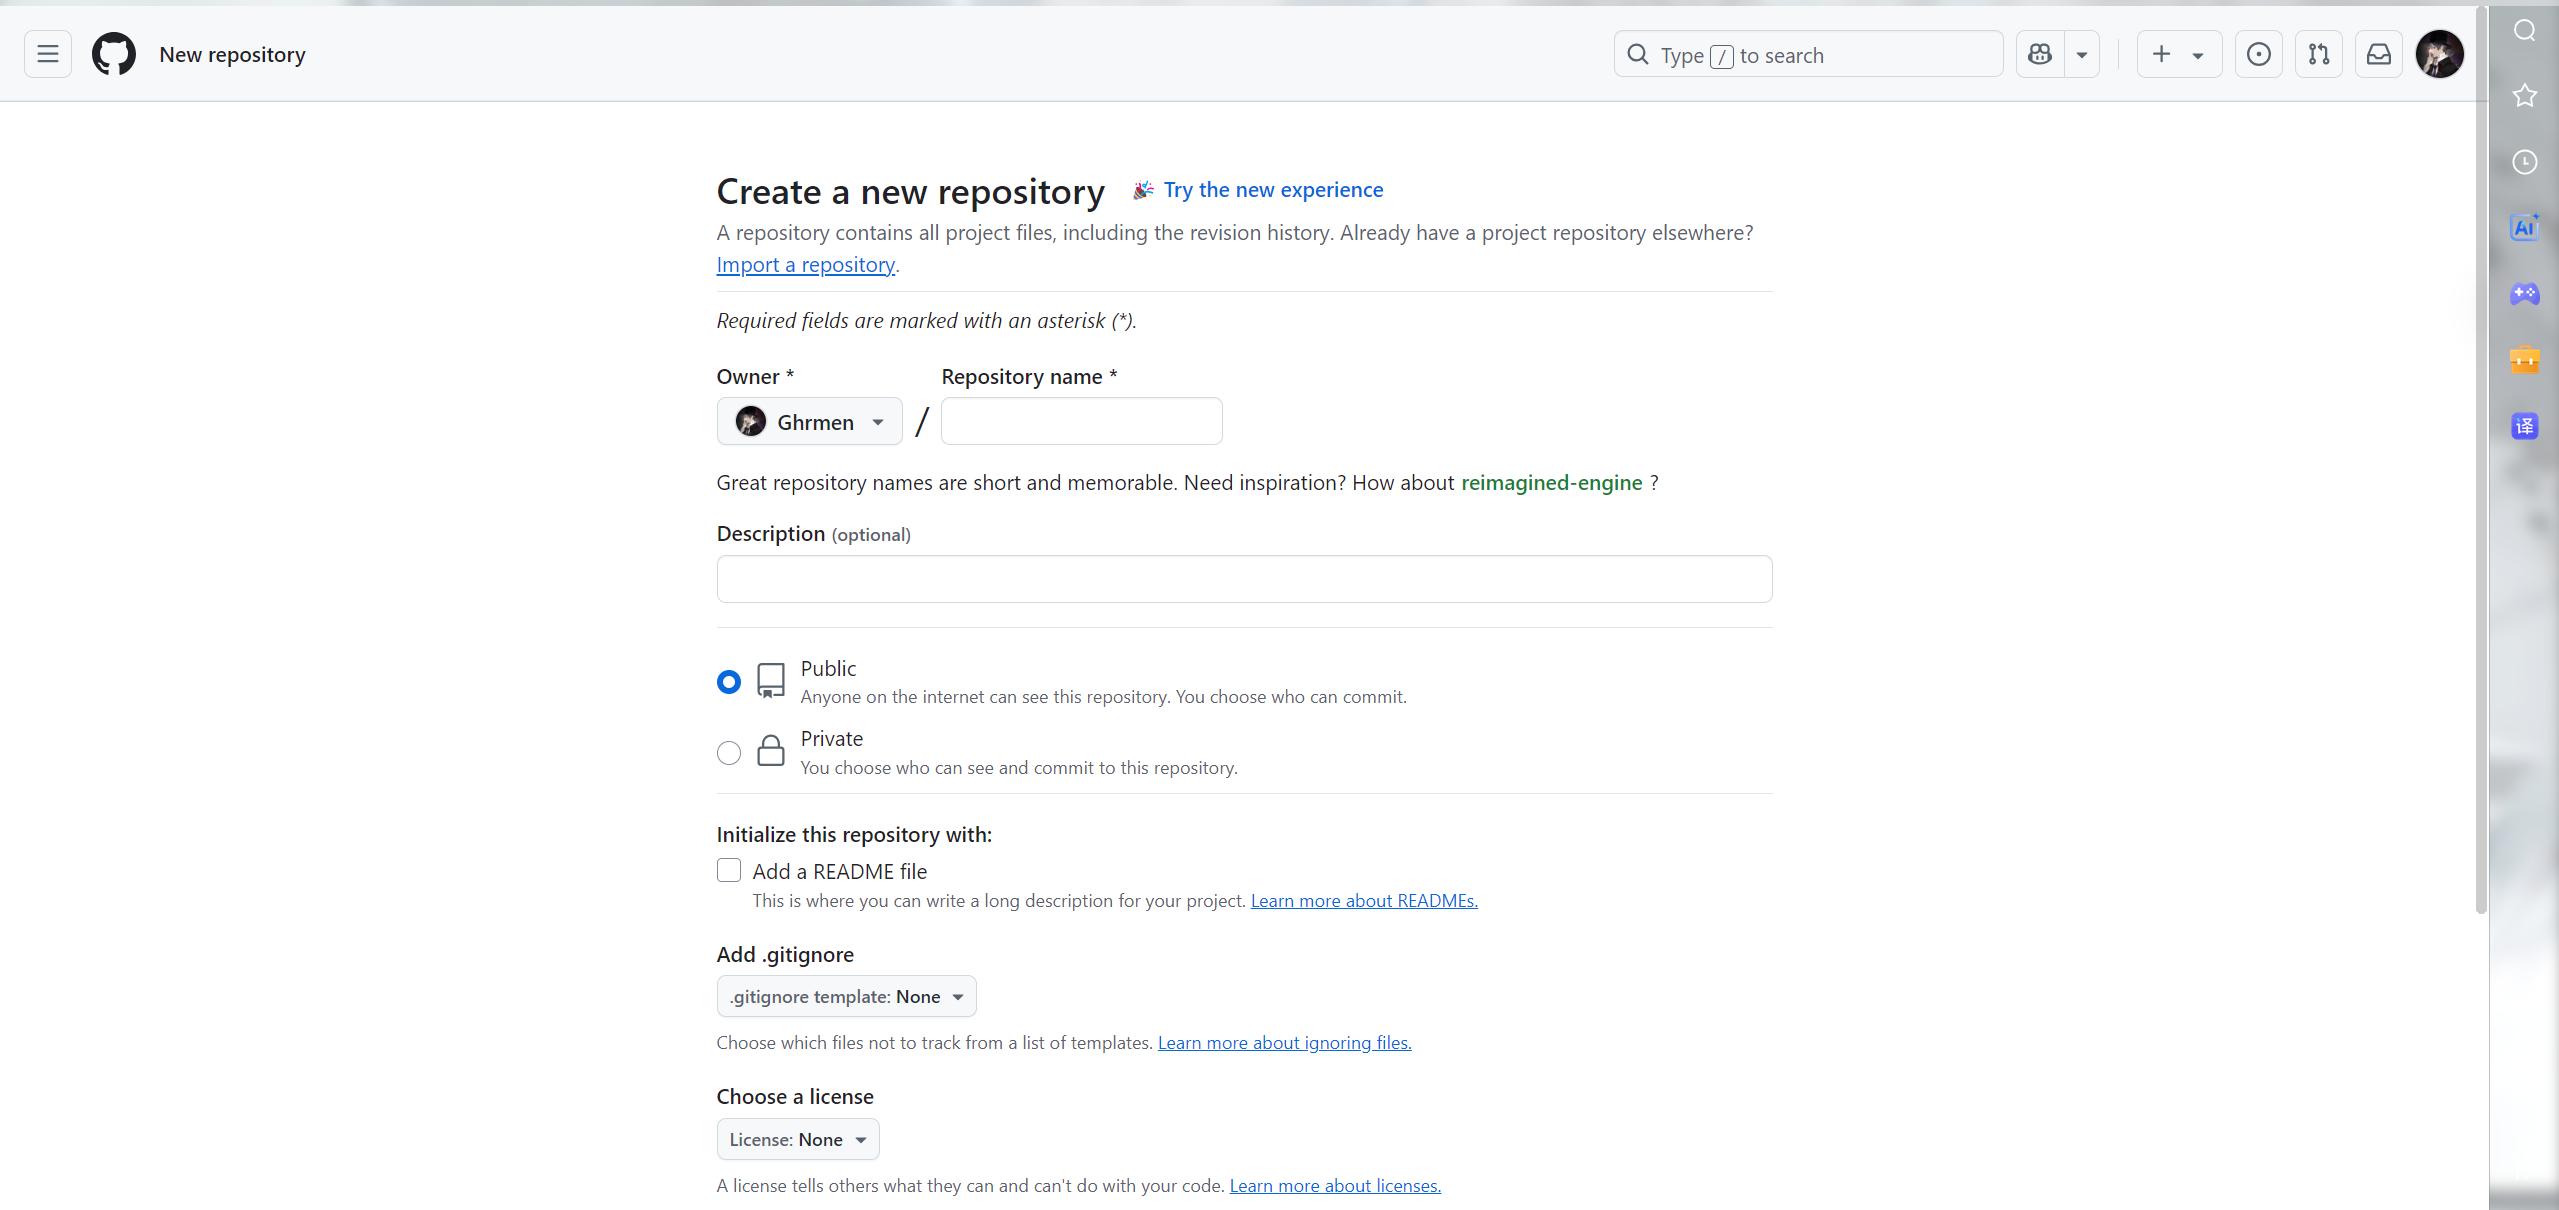 New repository
Type / to search
Create a new repository
Try the new experience
A repository contains all project files, including the revision history. Already have a project repository elsewhere?
Import a repository.
Required fields are marked with an asterisk (*).
Owner *
Repository name *
Ghrmen
/
Great repository names are short and memorable. Need inspiration? How about reimagined-engine ?
Description (optional)
Public
Anyone on the internet can see this repository. You choose who can commit.
Private
You choose who can see and commit to this repository.
Initialize this repository with:
Add a README file
This is where you can write a long description for your project. Learn more about READMEs.
Add .gitignore
.gitignore template: None
Choose which files not to track from a list of templates. Learn more about ignoring files.
Choose a license
License: None
A license tells others what they can and can't do with your code. Learn more about licenses.
AI
译